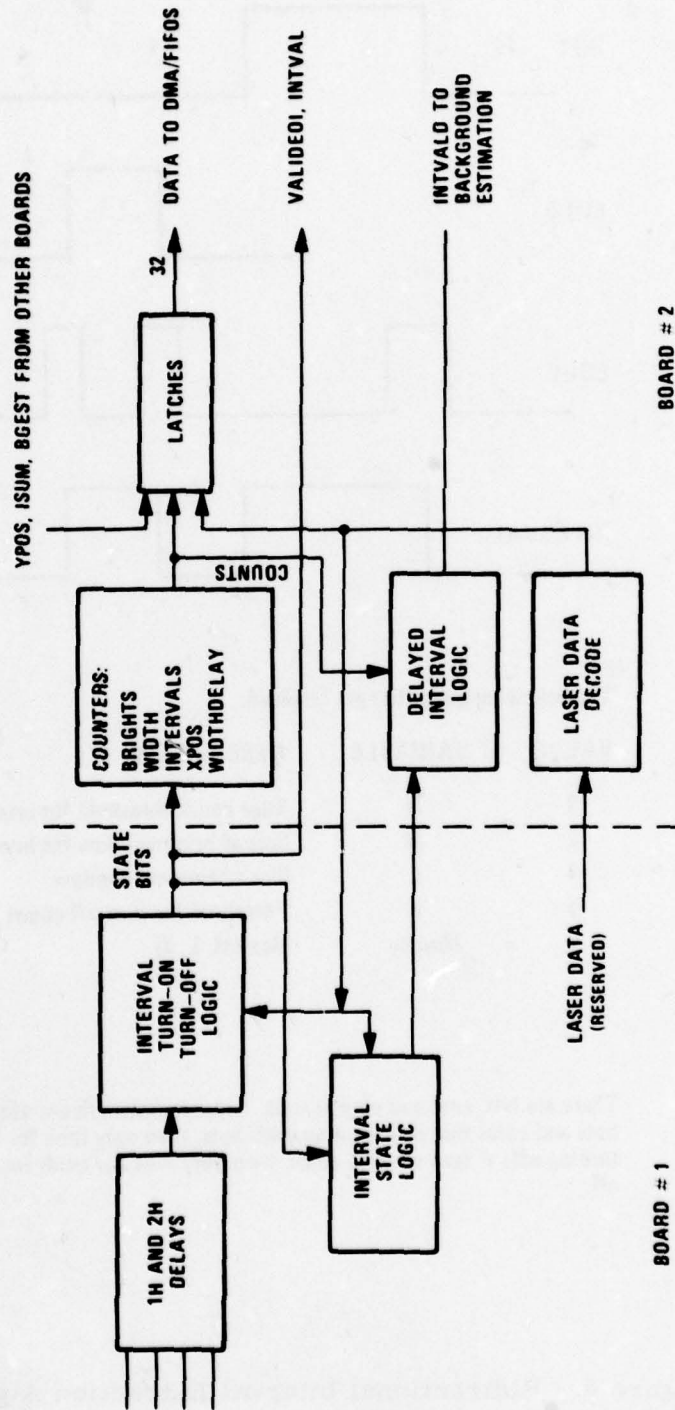 YPOS, ISUM, BGEST FROM OTHER BOARDS
1H AND 2H
DELAYS
INTERVAL
TURN-ON
TURN-OFF
LOGIC
STATE
BITS
COUNTERS:
BRIGHTS
WIDTH
INTERVALS
XPOS
WIDTHDELAY
COUNTS
LATCHES
32
DATA TO DMA/FIFOS
VALIDEOI, INTVAL
INTERVAL
STATE
LOGIC
DELAYED
INTERVAL
LOGIC
INTVALD TO
BACKGROUND
ESTIMATION
LASER DATA
(RESERVED)
LASER DATA
DECODE
BOARD # 1
BOARD # 2